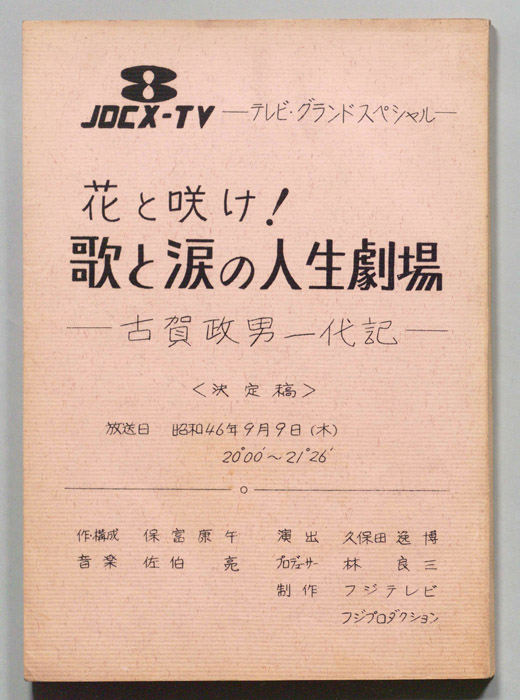 8
JOCX-TV ―テレビ・グランドスペシャル―
花と咲け!
歌と涙の人生劇場
―古賀政男一代記―
<決定稿>
放送日 昭和46年9月9日(木)
20°00′~21°26′
作・構成 保富康午 演出 久保田逸博
音楽 佐伯亮 プロデューサー 林良三
制作 フジテレビ
フジプロダクション